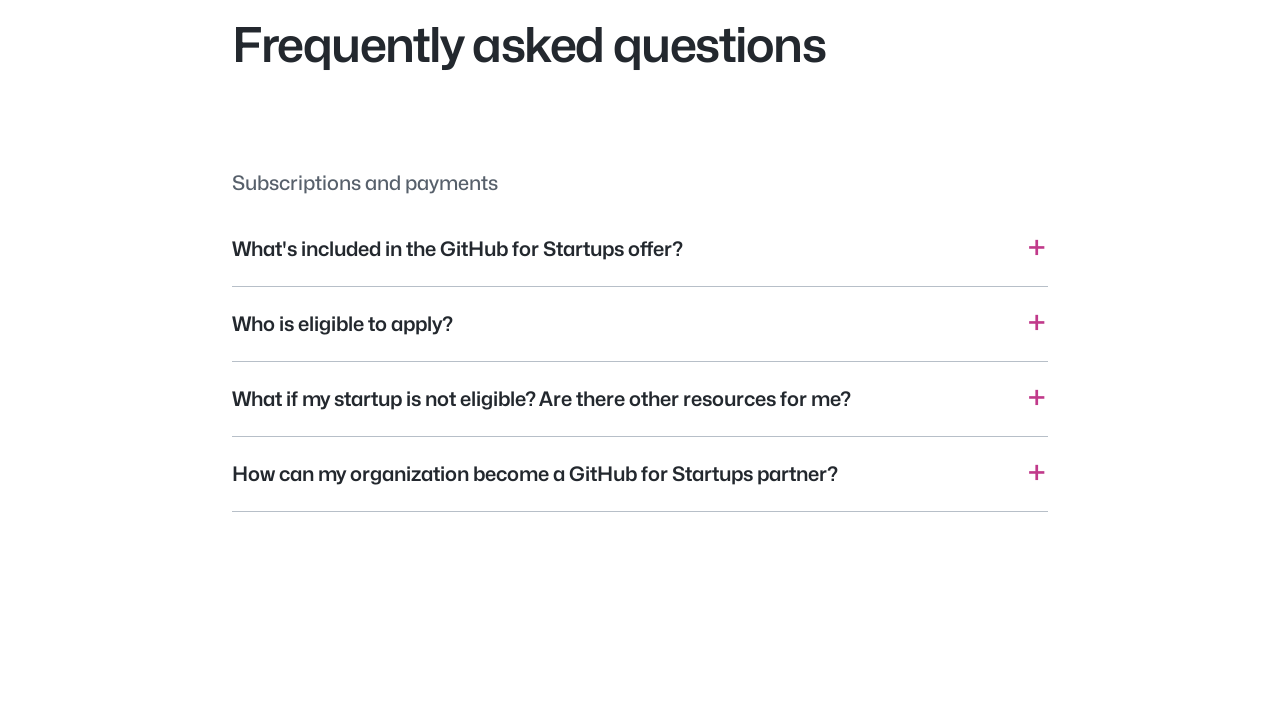 Frequently asked questions
Subscriptions and payments
What's included in the GitHub for Startups offer?
Who is eligible to apply?
What if my startup is not eligible? Are there other resources for me?
How can my organization become a GitHub for Startups partner?